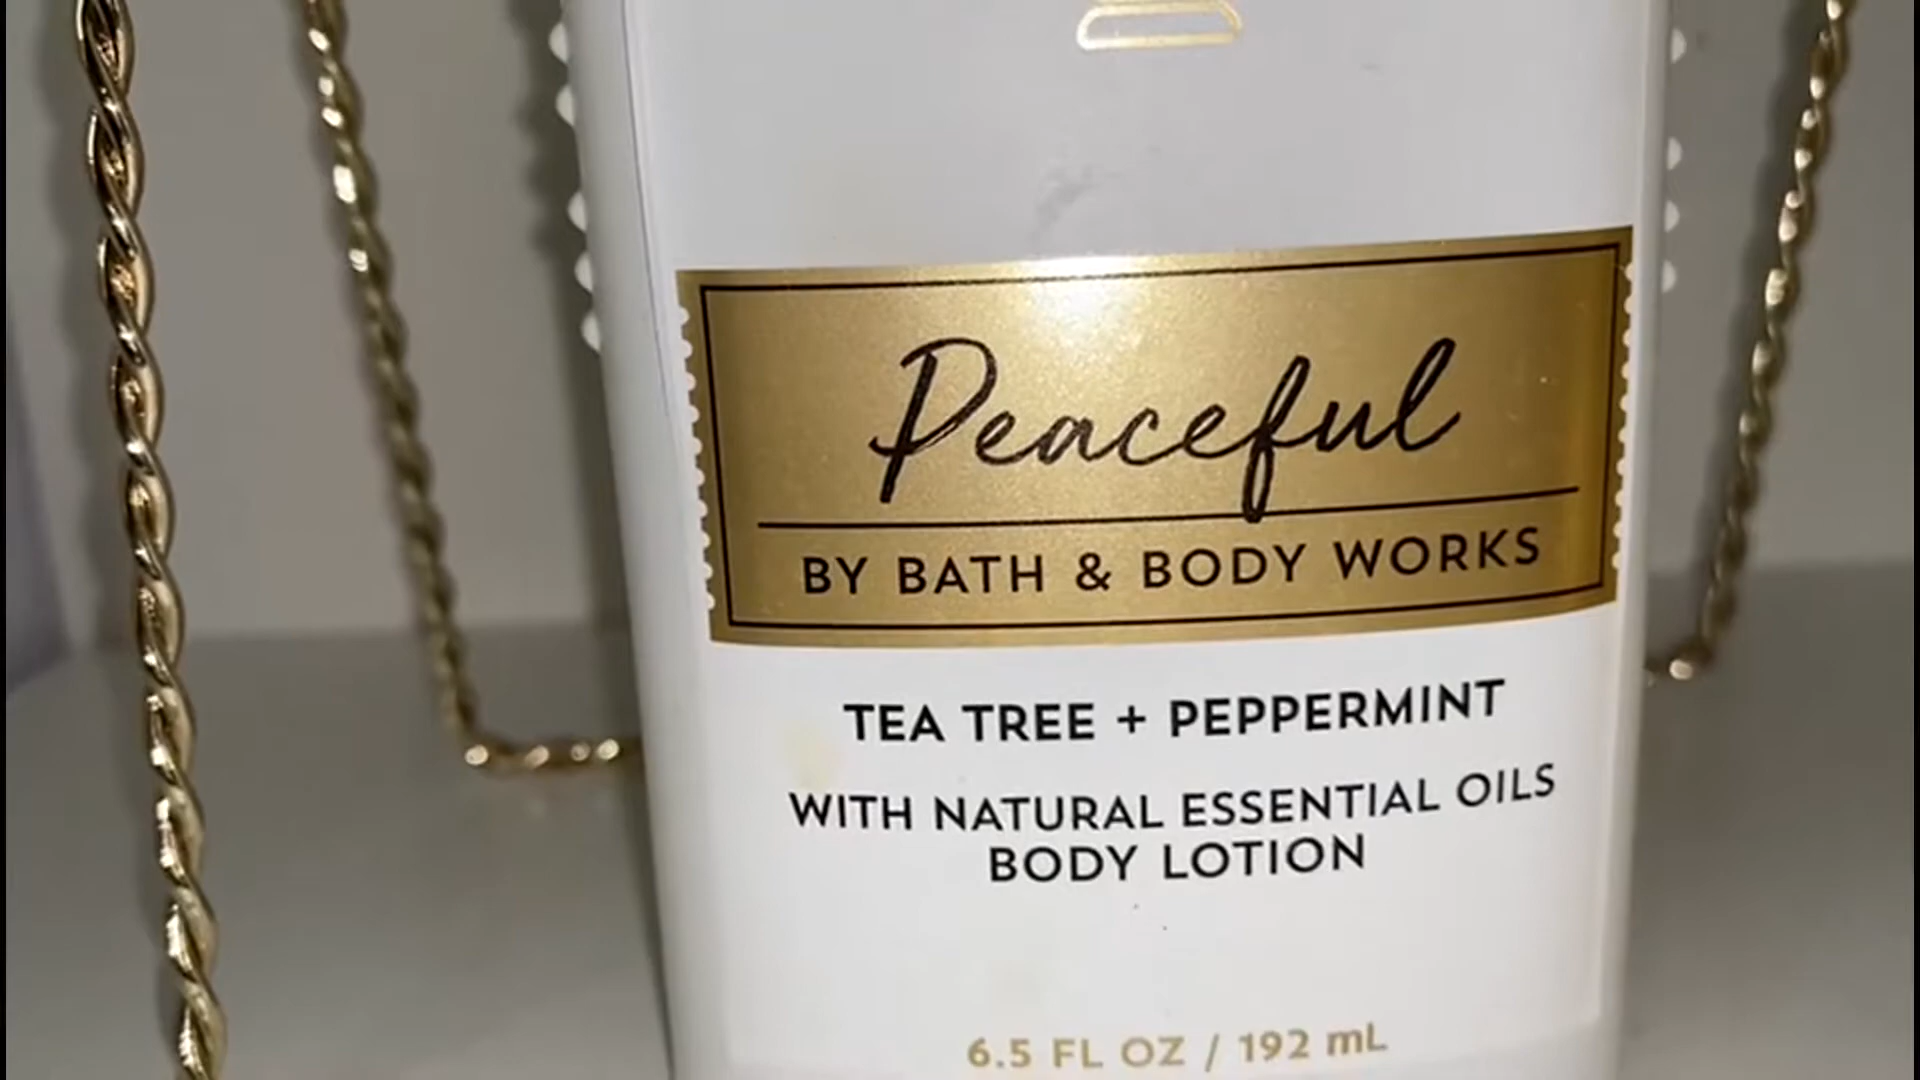 Peaceful
BY BATH & BODY WORKS
TEA TREE + PEPPERMINT
WITH NATURAL ESSENTIAL OILS
BODY LOTION
6.5 FL OZ / 192 mL